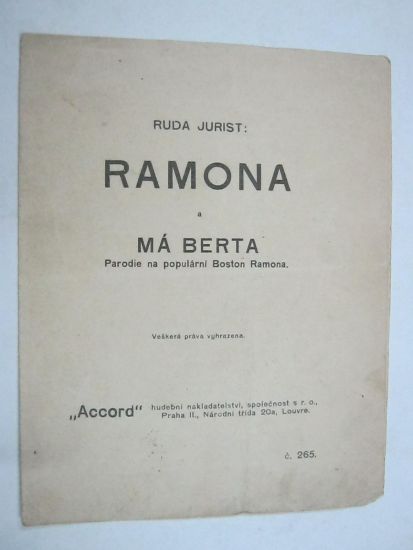 RUDA JURIST:
RAMONA
a
MÁ BERTA
Parodie na populární Boston Ramona.
Veškerá práva vyhrazena.
„Accord“ hudební nakladatelství, společnost s r. o.,
Praha II., Národní třída 20a, Louvre.
č. 265.